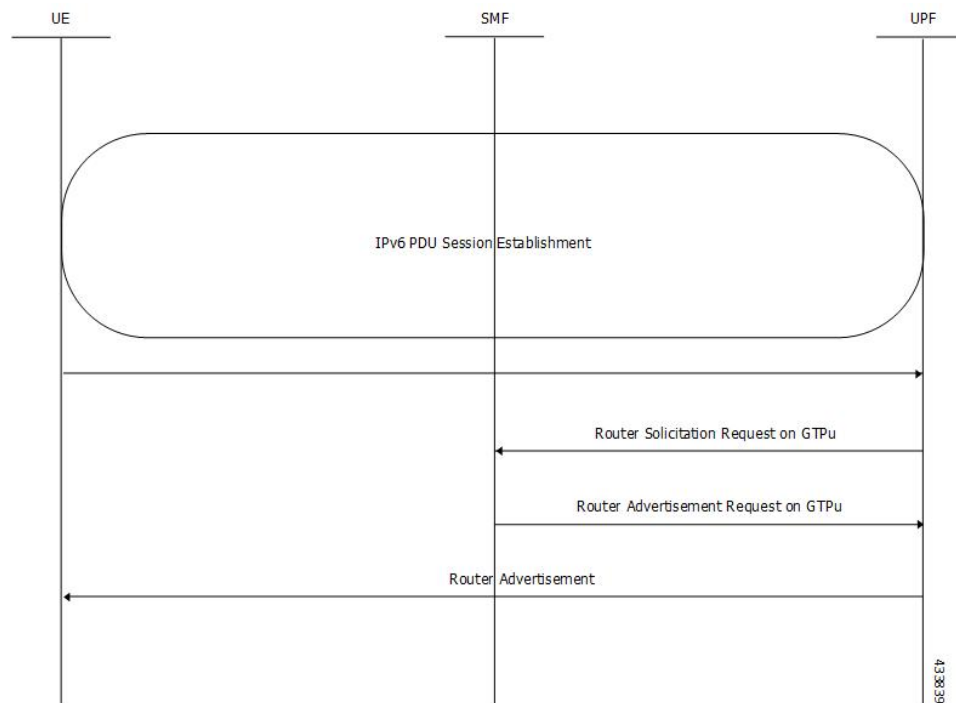 UE
SMF
UPF
IPv6 PDU Session Establishment
Router Solicitation Request on GTPu
Router Advertisement Request on GTPu
Router Advertisement
433839